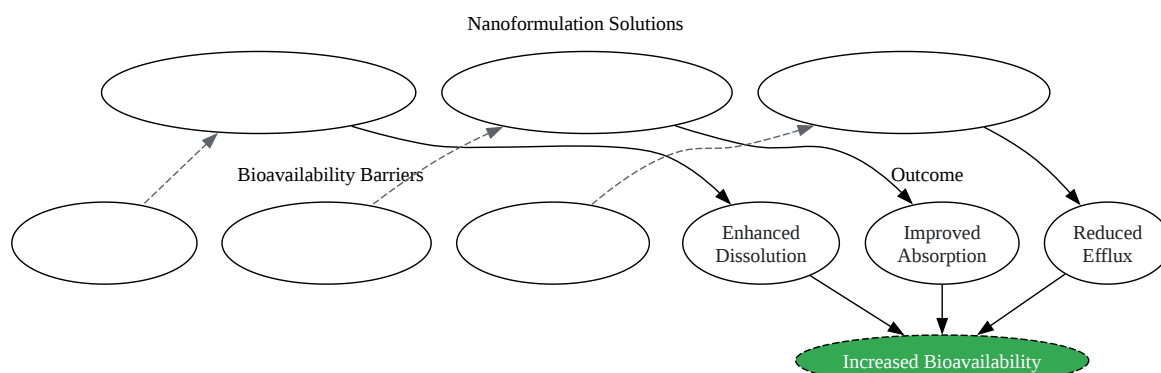 Nanoformulation Solutions
Bioavailability Barriers
Outcome
Enhanced
Dissolution
Improved
Absorption
Reduced
Efflux
Increased Bioavailability